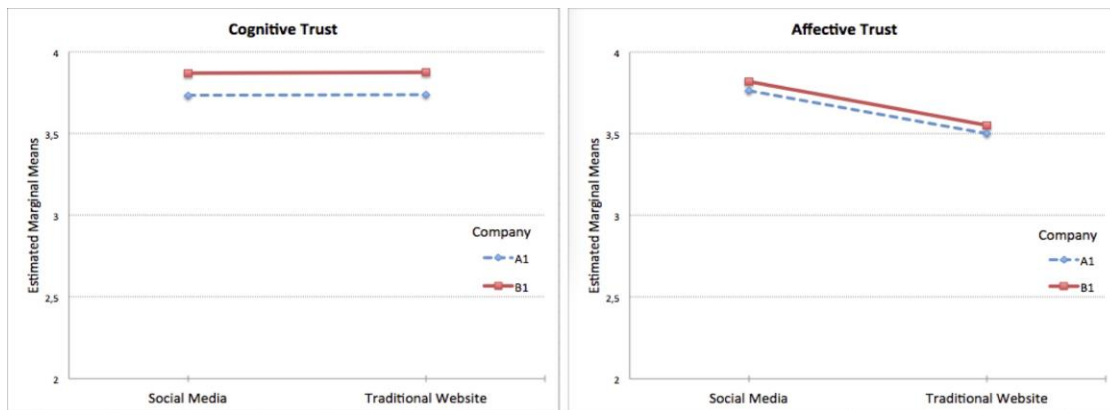 Cognitive Trust
Estimated Marginal Means
4
3,5
3
2,5
2
Company
A1
B1
Social Media
Traditional Website
Affective Trust
Estimated Marginal Means
4
3,5
3
2,5
2
Company
A1
B1
Social Media
Traditional Website